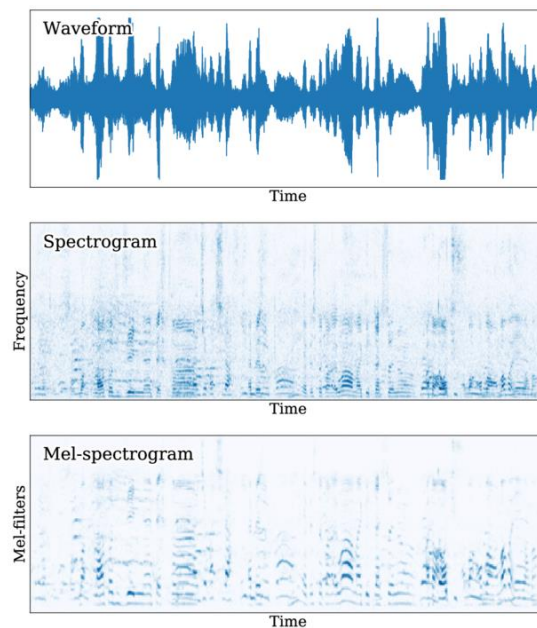 Waveform
Time
Spectrogram
Frequency
Time
Mel-spectrogram
Mel-filters
Time